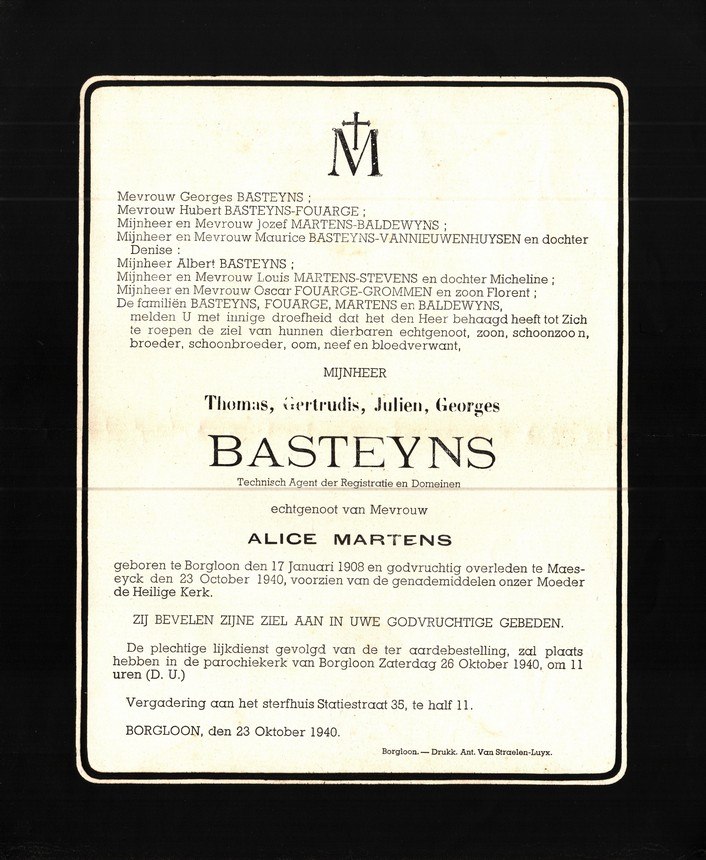 M
Mevrouw Georges BASTEYNS ;
Mevrouw Hubert BASTEYNS-FOUARGE ;
Mijnheer en Mevrouw Jozef MARTENS-BALDEWYNS ;
Mijnheer en Mevrouw Maurice BASTEYNS-VANNIEUWENHUYSEN en dochter
Denise :
Mijnheer Albert BASTEYNS ;
Mijnheer en Mevrouw Louis MARTENS-STEVENS en dochter Micheline ;
Mijnheer en Mevrouw Oscar FOUARGE-GROMMEN en zoon Florent ;
De familiën BASTEYNS, FOUARGE, MARTENS en BALDEWYNS,
melden U met innige droefheid dat het den Heer behaagd heeft tot Zich
te roepen de ziel van hunnen dierbaren echtgenoot, zoon, schoonzoon,
broeder, schoonbroeder, oom, neef en bloedverwant,
MIJNHEER
Thomas, Gertrudis, Julien, Georges
BASTEYNS
Technisch Agent der Registratie en Domeinen
echtgenoot van Mevrouw
ALICE MARTENS
geboren te Borgloon den 17 Januari 1908 en godvruchtig overleden te Maes-
eyck den 23 October 1940, voorzien van de genademiddelen onzer Moeder
de Heilige Kerk.
ZIJ BEVELEN ZIJNE ZIEL AAN IN UWE GODVRUCHTIGE GEBEDEN.
De plechtige lijkdienst gevolgd van de ter aardebestelling, zal plaats
hebben in de parochiekerk van Borgloon Zaterdag 26 Oktober 1940, om 11
uren (D. U.)
Vergadering aan het sterfhuis Statiestraat 35, te half 11.
BORGLOON, den 23 Oktober 1940.
Borgloon. — Drukk. Ant. Van Straelen-Luyx.